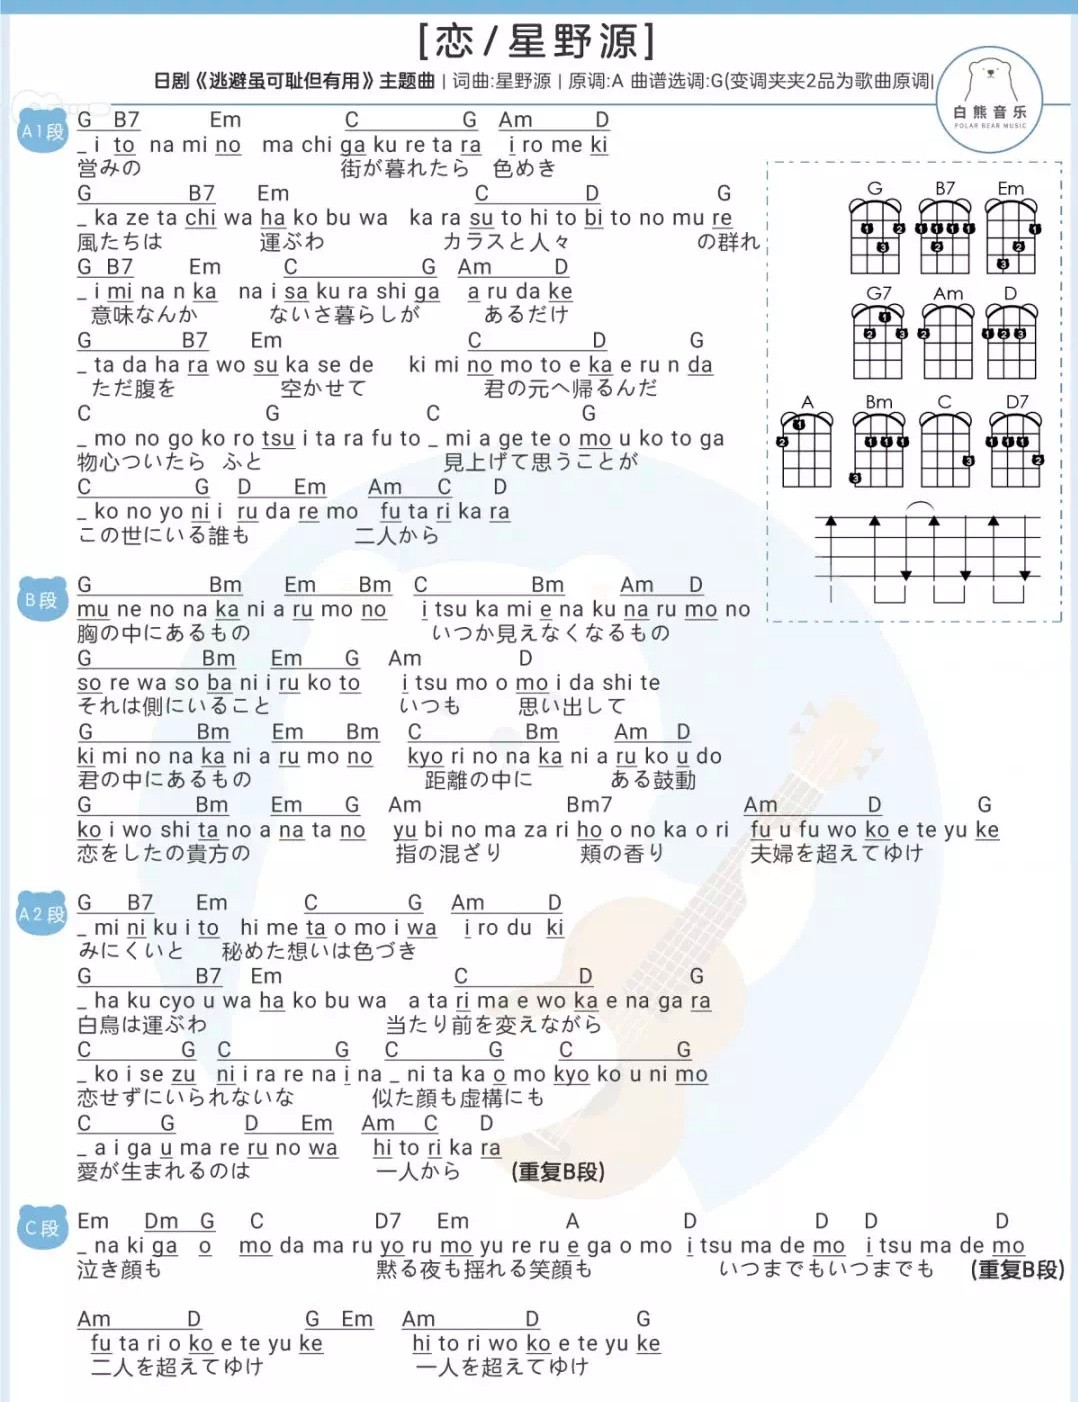 [恋/星野源]
日剧《逃避虽可耻但有用》主题曲 | 词曲:星野源 | 原调:A 曲谱选调:G(变调夹夹2品为歌曲原调|
白熊音乐
POLAR BEAR MUSIC
A1段
G B7 Em C G Am D
_ i to na mi no ma chi ga ku re ta ra i ro me ki
営みの 街が暮れたら 色めき
G B7 Em C D G
_ ka ze ta chi wa ha ko bu wa ka ra su to hi to bi to no mu re
風たちは 運ぶわ カラスと人々 の群れ
G B7 Em C G Am D
_ i mi na n ka na i sa ku ra shi ga a ru da ke
意味なんか ないさ暮らしが あるだけ
G B7 Em C D G
_ ta da ha ra wo su ka se de ki mi no mo to e ka e ru n da
ただ腹を 空かせて 君の元へ帰るんだ
C G C G
_ mo no go ko ro tsu i ta ra fu to _ mi a ge te o mo u ko to ga
物心ついたら ふと 見上げて思うことが
C G D Em Am C D
_ ko no yo ni i ru da re mo fu ta ri ka ra
この世にいる誰も 二人から
G B7 Em
G7 Am D
A Bm C D7
B段
G Bm Em Bm C Bm Am D
mu ne no na ka ni a ru mo no i tsu ka mi e na ku na ru mo no
胸の中にあるもの いつか見えなくなるもの
G Bm Em G Am D
so re wa so ba ni i ru ko to i tsu mo o mo i da shi te
それは側にいること いつも 思い出して
G Bm Em Bm C Bm Am D
ki mi no na ka ni a ru mo no kyo ri no na ka ni a ru ko u do
君の中にあるもの 距離の中に ある鼓動
G Bm Em G Am Bm7 Am D G
ko i wo shi ta no a na ta no yu bi no ma za ri ho o no ka o ri fu u fu wo ko e te yu ke
恋をしたの貴方の 指の混ざり 頬の香り 夫婦を超えてゆけ
A2段
G B7 Em C G Am D
_ mi ni ku i to hi me ta o mo i wa i ro du ki
みにくいと 秘めた想いは色づき
G B7 Em C D G
_ ha ku cyo u wa ha ko bu wa a ta ri ma e wo ka e na ga ra
白鳥は運ぶわ 当たり前を変えながら
C G C G C G C G
_ ko i se zu ni i ra re na i na _ ni ta ka o mo kyo ko u ni mo
恋せずにいられないな 似た顔も虚構にも
C G D Em Am C D
_ a i ga u ma re ru no wa hi to ri ka ra
愛が生まれるのは 一人から (重复B段)
C段
Em Dm G C D7 Em A D D D D
_ na ki ga o mo da ma ru yo ru mo yu re ru e ga o mo i tsu ma de mo i tsu ma de mo
泣き顔も 黙る夜も揺れる笑顔も いつまでもいつまでも (重复B段)
Am D G Em Am D G
fu ta ri o ko e te yu ke hi to ri wo ko e te yu ke
二人を超えてゆけ 一人を超えてゆけ